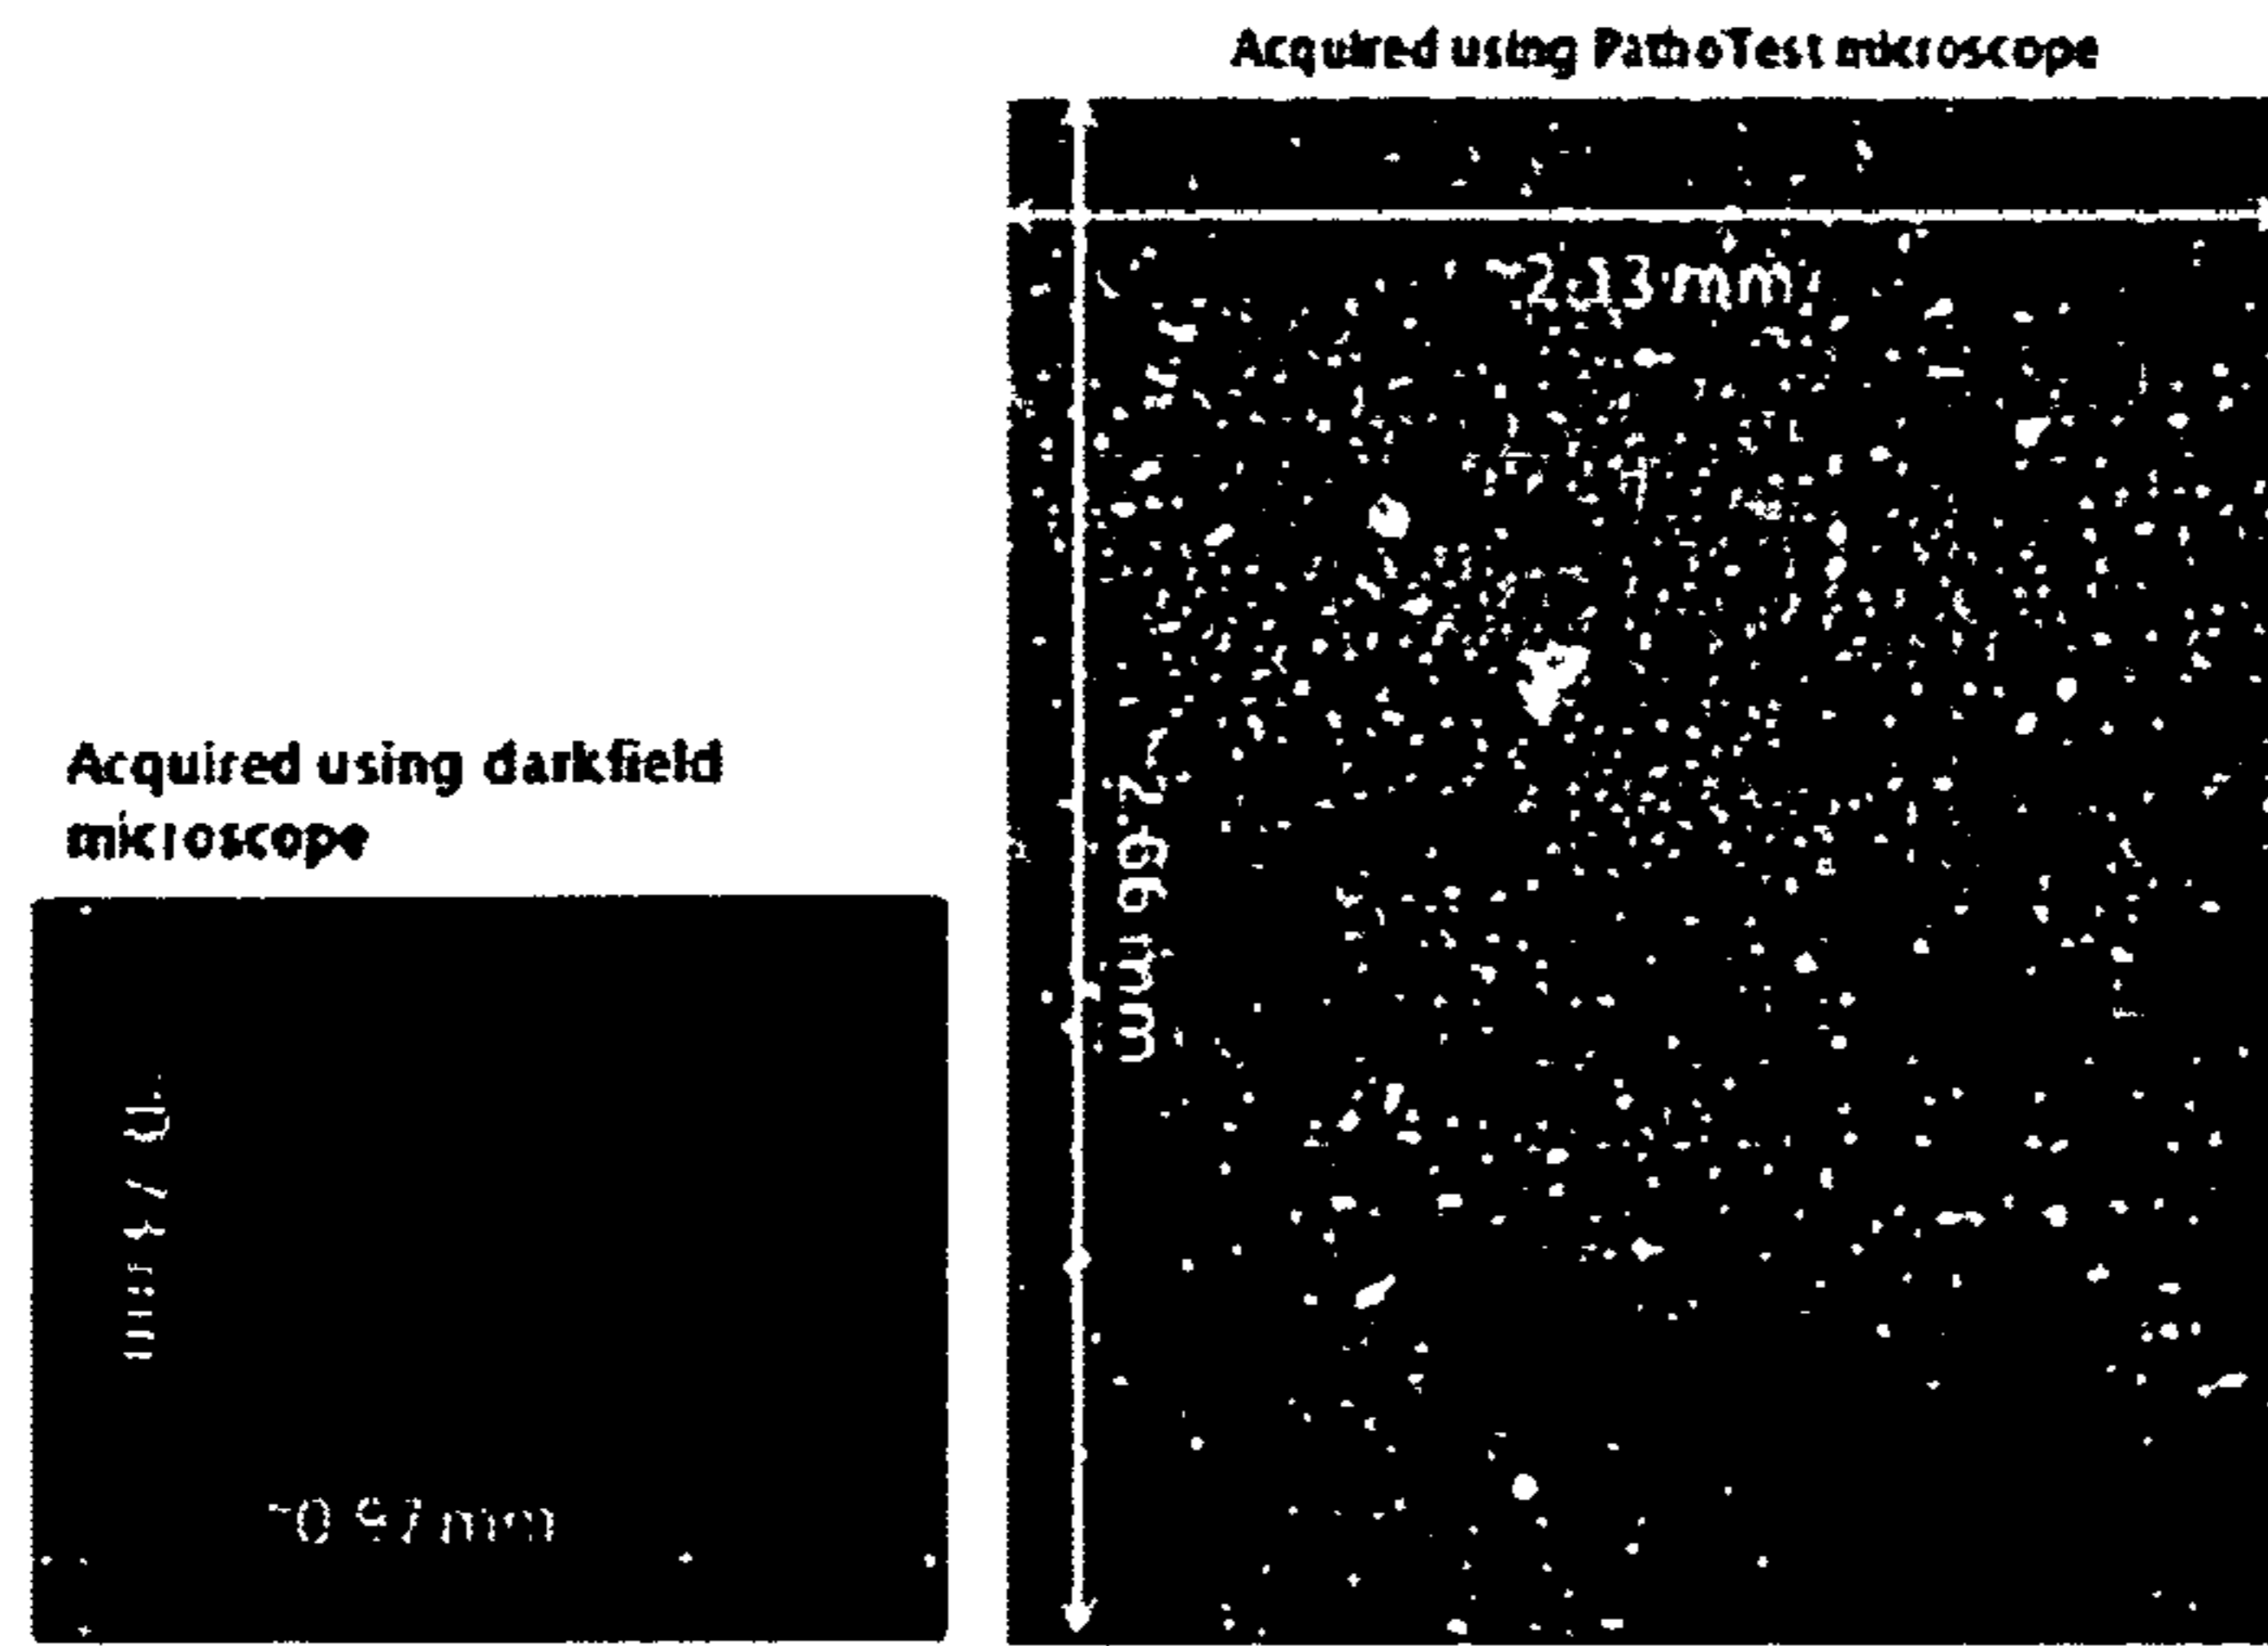 Acquired using PathoTest microscope
~2.13 mm
~2.66 mm
Acquired using darkfield
microscope